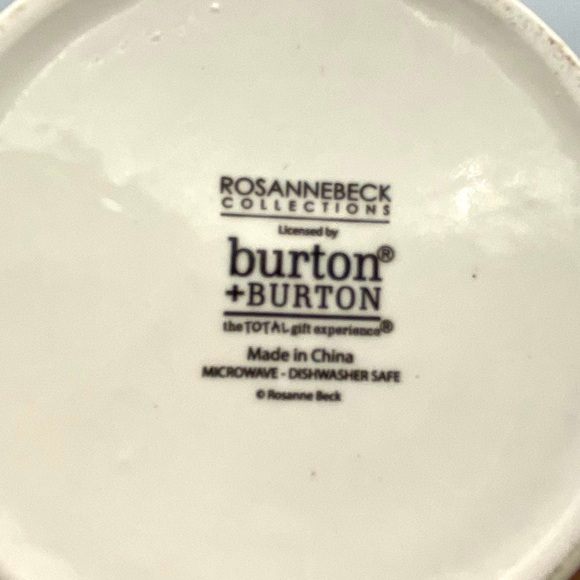 ROSANNEBECK
COLLECTIONS
Licensed by
burton®
+BURTON
the TOTAL gift experience®
Made in China
MICROWAVE - DISHWASHER SAFE
© Rosanne Beck